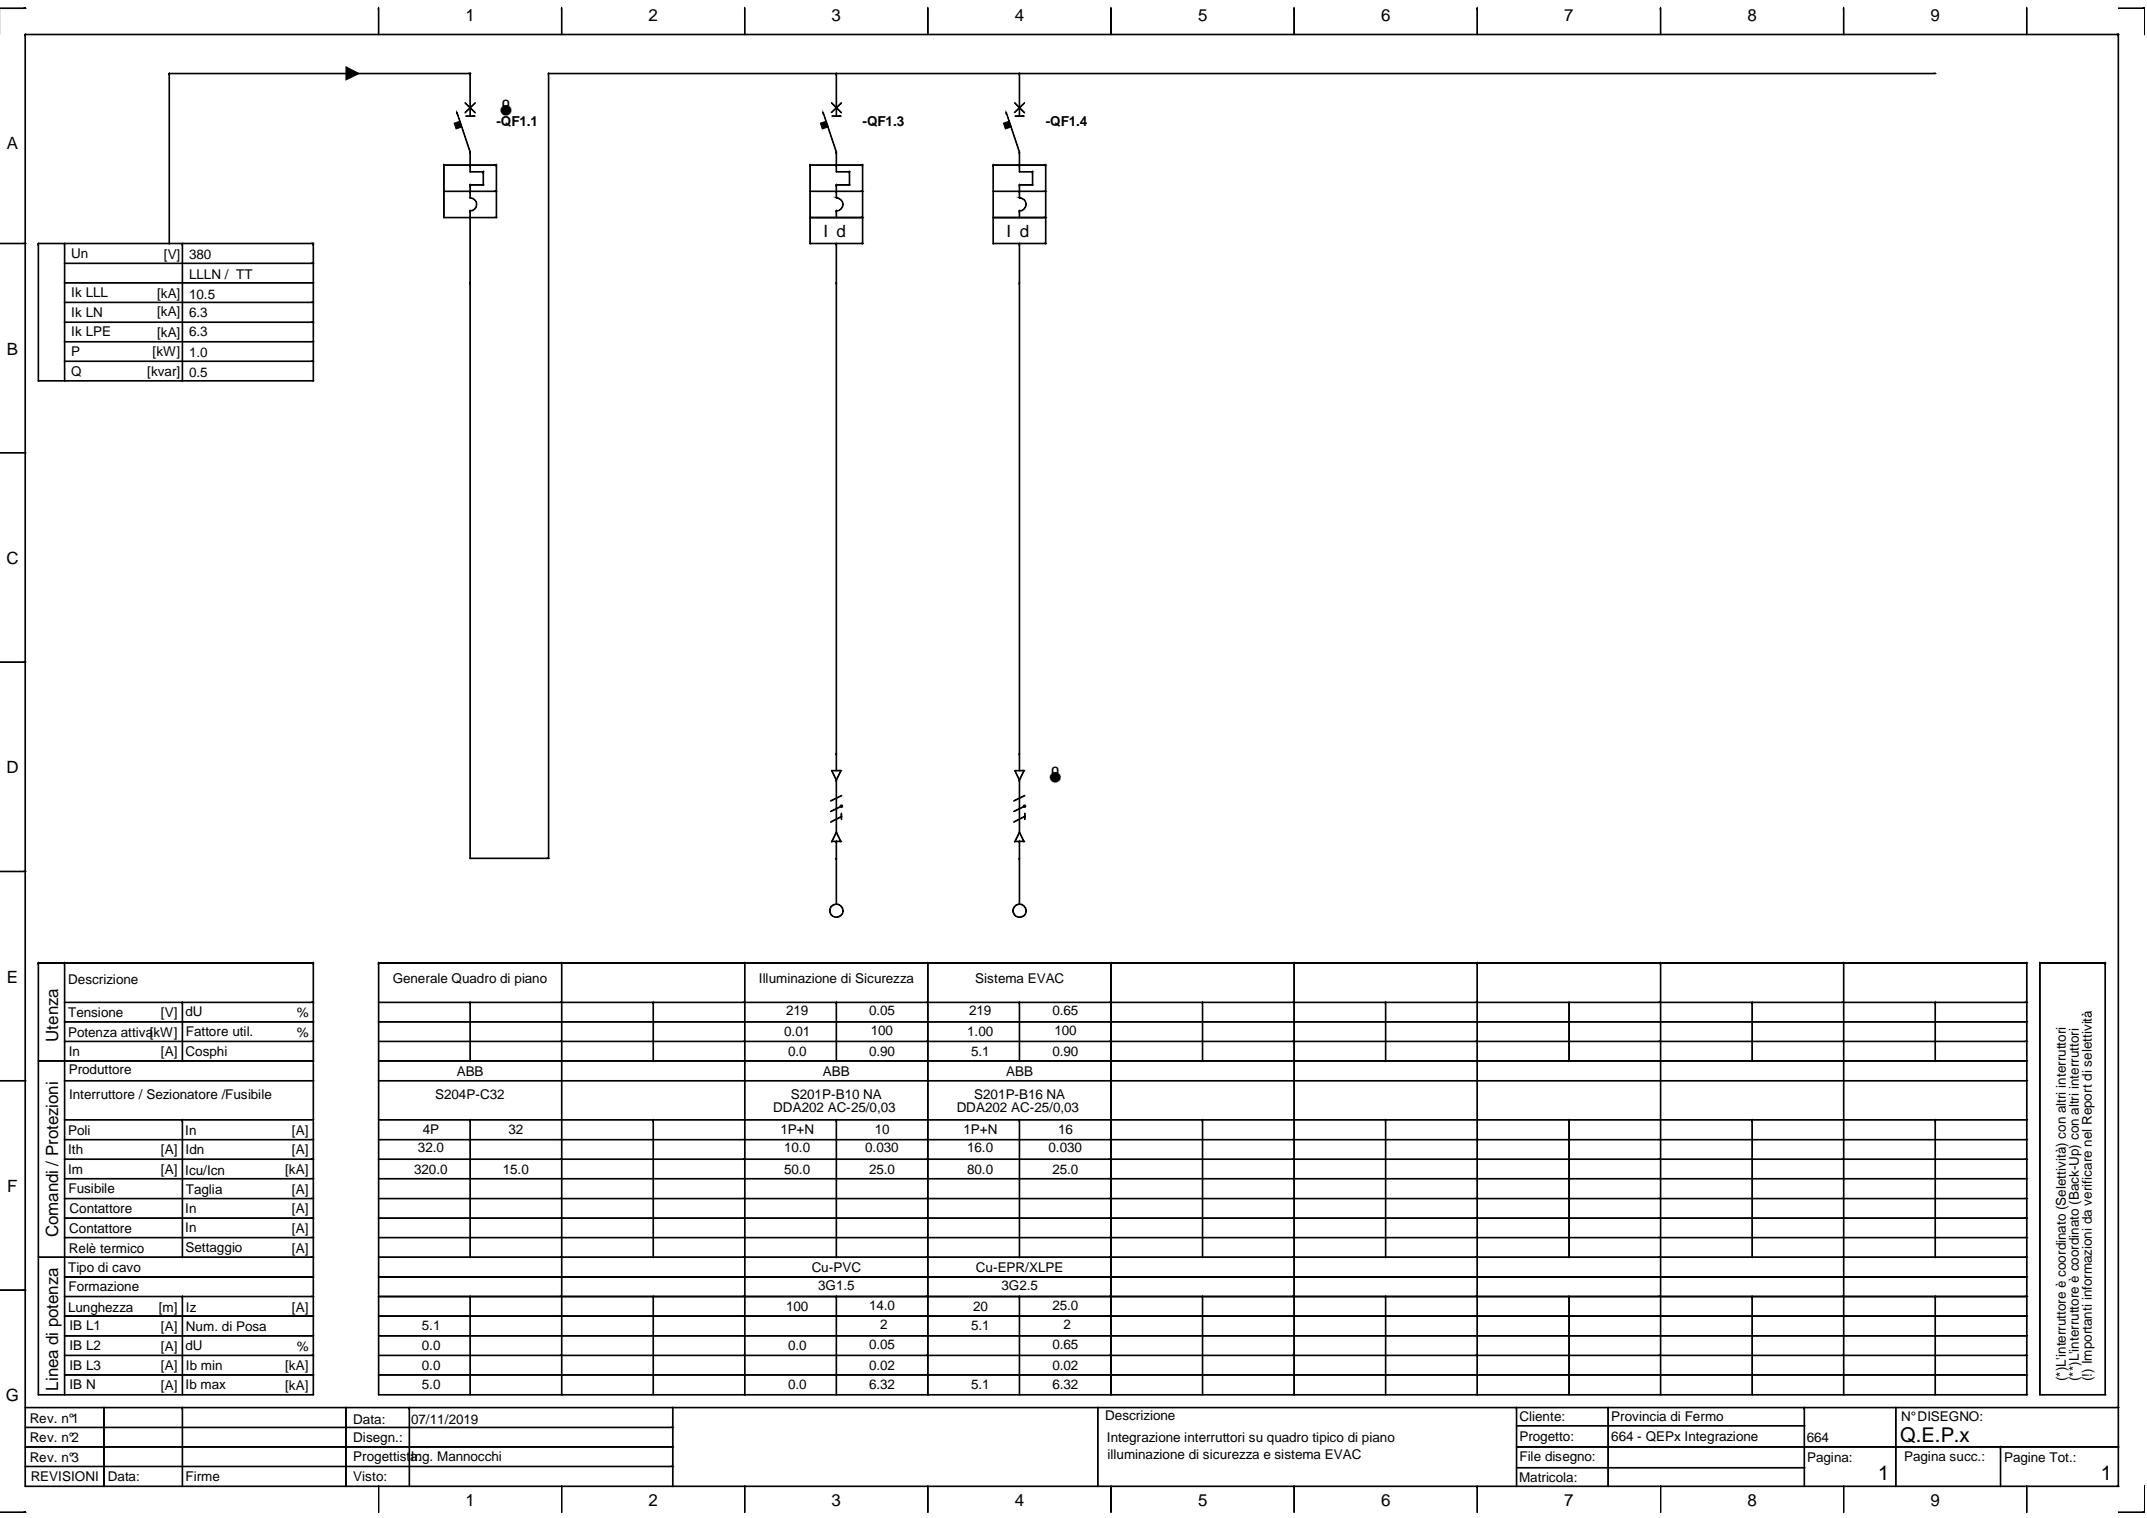 1 2 3 4 5 6 7 8 9
A
-QF1.1
-QF1.3
-QF1.4
I d
I d
Un [V] 380
LLLN / TT
Ik LLL [kA] 10.5
Ik LN [kA] 6.3
Ik LPE [kA] 6.3
P [kW] 1.0
Q [kvar] 0.5
B
C
D
E
F
G
Utenza
Descrizione Generale Quadro di piano Illuminazione di Sicurezza Sistema EVAC
Tensione [V] dU % 219 0.05 219 0.65
Potenza attiva[kW] Fattore util. % 0.01 100 1.00 100
In [A] Cosphi 0.0 0.90 5.1 0.90
Comandi / Protezioni
Produttore ABB ABB ABB
Interruttore / Sezionatore /Fusibile S204P-C32 S201P-B10 NA S201P-B16 NA
DDA202 AC-25/0,03 DDA202 AC-25/0,03
Poli In [A] 4P 32 1P+N 10 1P+N 16
Ith [A] Idn [A] 32.0 10.0 0.030 16.0 0.030
Im [A] Icu/Icn [kA] 320.0 15.0 50.0 25.0 80.0 25.0
Fusibile Taglia [A]
Contattore In [A]
Contattore In [A]
Relè termico Settaggio [A]
Linea di potenza
Tipo di cavo Cu-PVC Cu-EPR/XLPE
Formazione 3G1.5 3G2.5
Lunghezza [m] Iz [A] 100 14.0 20 25.0
IB L1 [A] Num. di Posa 5.1 2 5.1 2
IB L2 [A] dU % 0.0 0.0 0.05 0.65
IB L3 [A] Ib min [kA] 0.0 0.02 0.02
IB N [A] Ib max [kA] 5.0 0.0 6.32 5.1 6.32
(*)L'interruttore è coordinato (Selettività) con altri interruttori
(**)L'interruttore è coordinato (Back-Up) con altri interruttori
(!) Importanti informazioni da verificare nel Report di selettività
Rev. n°1
Rev. n°2
Rev. n°3
REVISIONI Data: Firme
Data: 07/11/2019
Disegn.:
Progettista: Ing. Mannocchi
Visto:
Descrizione
Integrazione interruttori su quadro tipico di piano
illuminazione di sicurezza e sistema EVAC
Cliente: Provincia di Fermo
Progetto: 664 - QEPx Integrazione 664
File disegno:
Matricola:
N° DISEGNO:
Q.E.P.x
Pagina: 1
Pagina succ.:
Pagine Tot.: 1
1 2 3 4 5 6 7 8 9